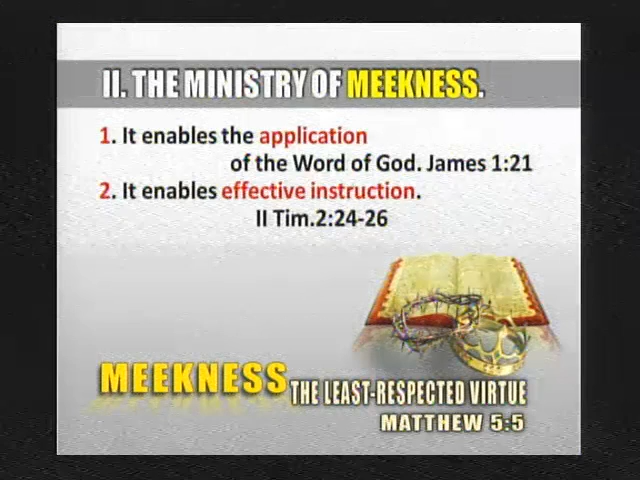 II. THE MINISTRY OF MEEKNESS.
1. It enables the application
of the Word of God. James 1:21
2. It enables effective instruction.
II Tim.2:24-26
MEEKNESS THE LEAST-RESPECTED VIRTUE
MATTHEW 5:5